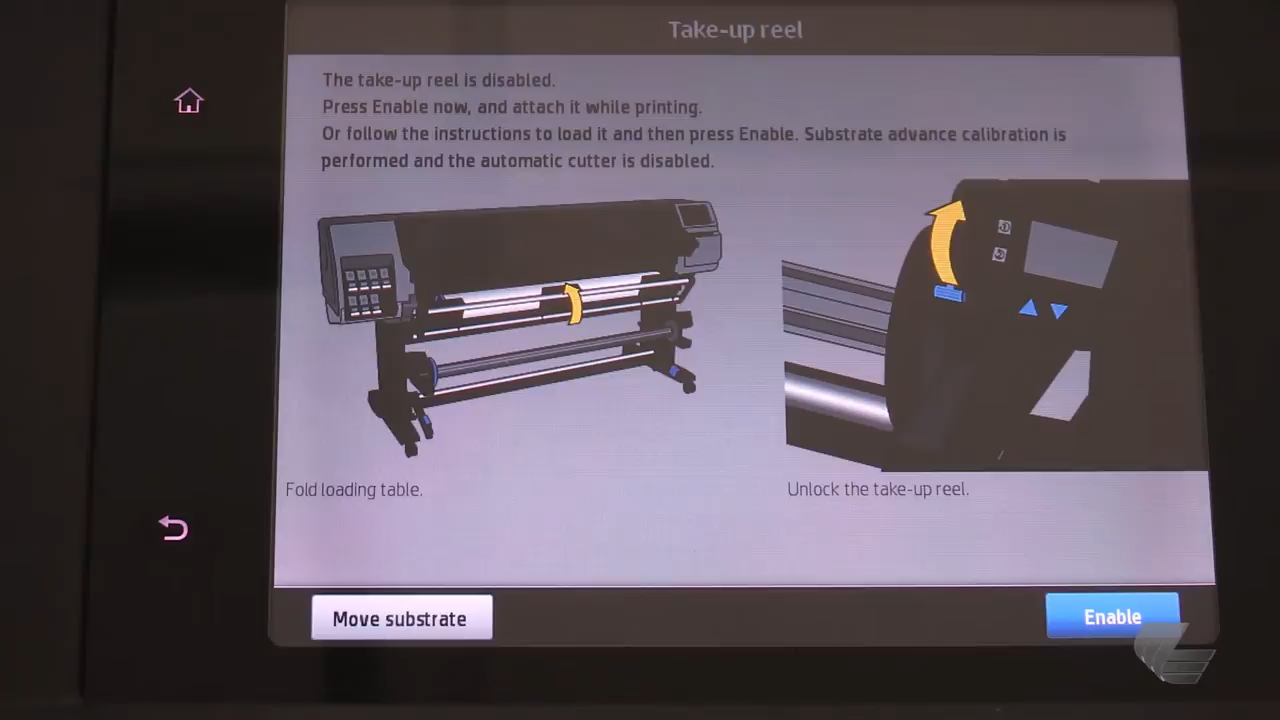 Take-up reel
The take-up reel is disabled.
Press Enable now, and attach it while printing.
Or follow the instructions to load it and then press Enable. Substrate advance calibration is
performed and the automatic cutter is disabled.
Fold loading table.
Unlock the take-up reel.
Move substrate
Enable